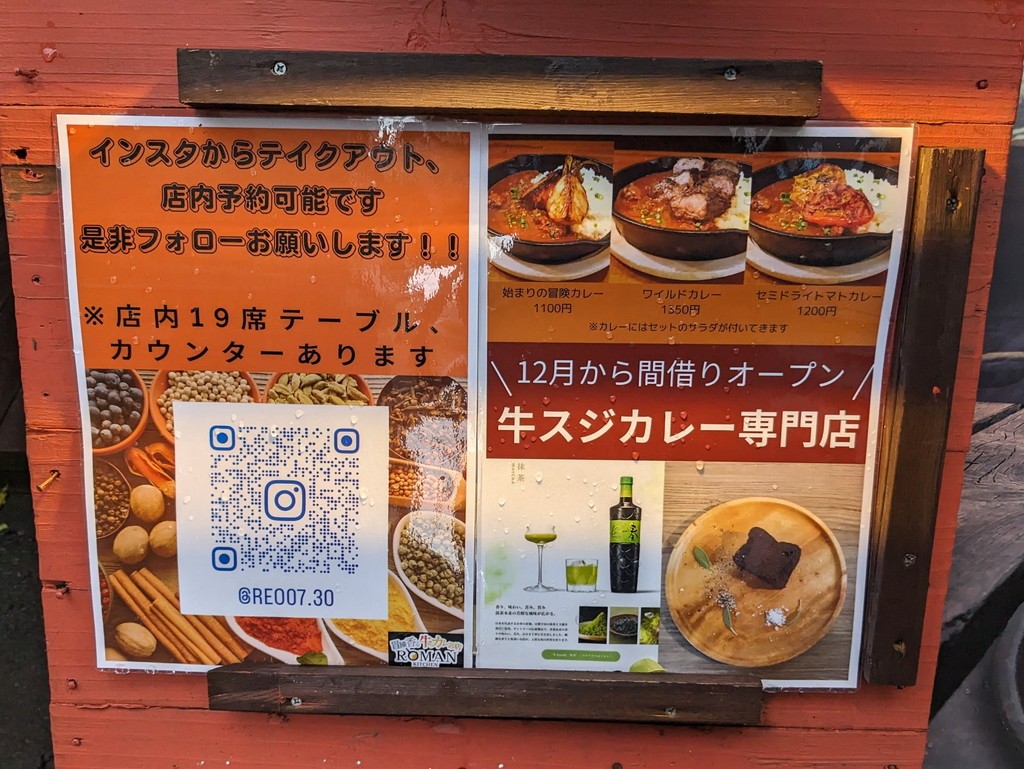 インスタからテイクアウト、
店内予約可能です
是非フォローお願いします！！
※店内19席テーブル、
カウンターあります
@REO07.30
ROMAN
KITCHEN
始まりの冒険カレー
1100円
ワイルドカレー
1350円
セミドライトマトカレー
1200円
※カレーにはセットのサラダが付いてきます
\12月から間借りオープン/
牛スジカレー専門店
抹茶